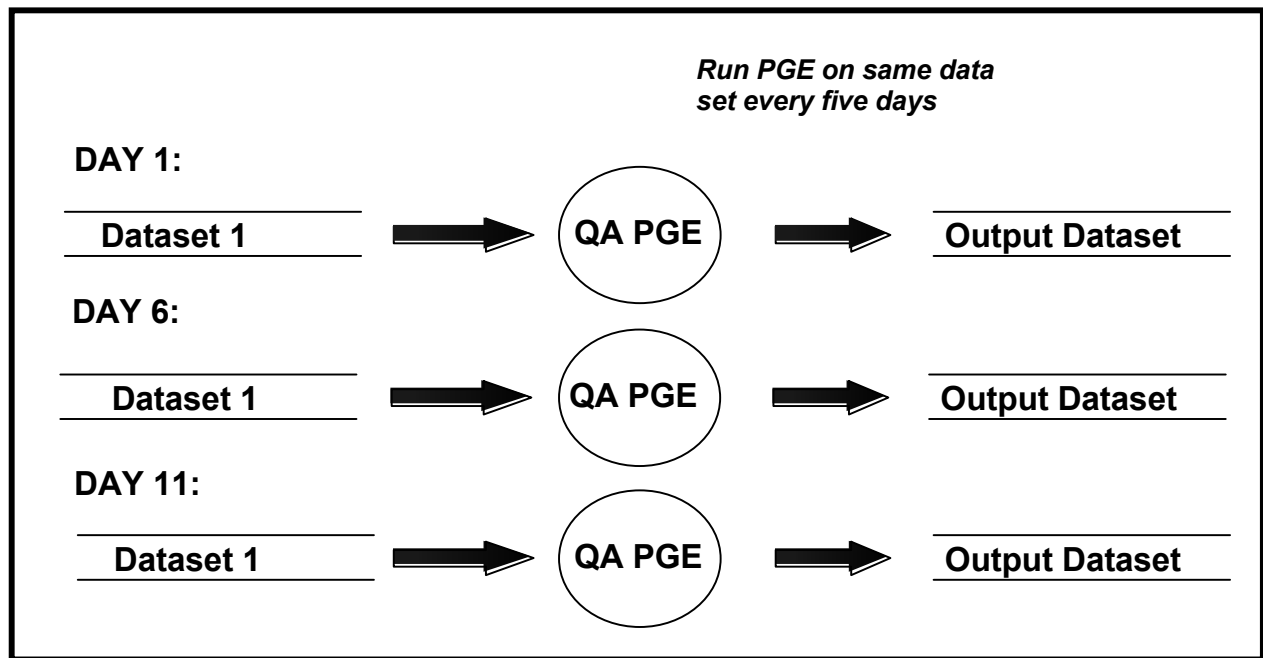 Run PGE on same data
set every five days
DAY 1:
Dataset 1
QA PGE
Output Dataset
DAY 6:
Dataset 1
QA PGE
Output Dataset
DAY 11:
Dataset 1
QA PGE
Output Dataset